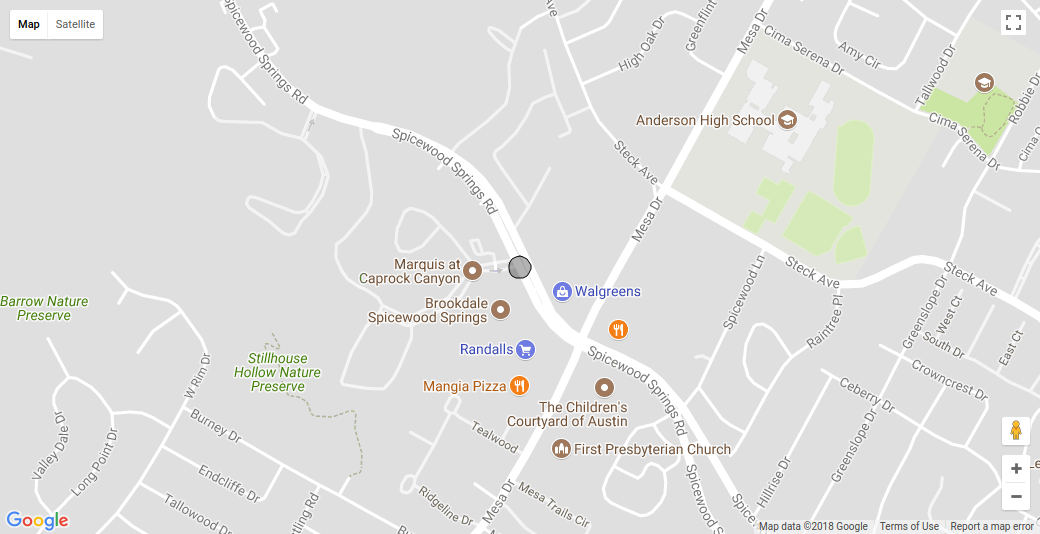 Map
Satellite
Spicewood Springs Rd
Ave
High Oak Dr
Greenflint
Mesa Dr
Cima Serena Dr
Amy Cir
Tallwood Dr
Robbie Dr
Cima Serena Dr
Cima
Anderson High School
Spicewood Springs Rd
Steck Ave
Mesa Dr
Marquis at
Caprock Canyon
Brookdale
Spicewood Springs
Walgreens
Randalls
Mangia Pizza
Spicewood Springs Rd
The Children's
Courtyard of Austin
First Presbyterian Church
Spicewood Ln
Steck Ave
Steck Ave
Raintree Pl
Greenslope Dr
West Ct
South Dr
East Ct
Crowncrest Dr
Ceberry Dr
Greenslope Dr
Hillrise Dr
Barrow Nature
Preserve
Stillhouse
Hollow Nature
Preserve
W Rim Dr
Burney Dr
Valley Dale Dr
Long Point Dr
Endcliffe Dr
Tallowood Dr
tling Rd
Tealwood
Ridgeline Dr
Mesa Dr
Mesa Trails Cir
Spicewood S
Spice
Le
Google
Map data ©2018 Google
Terms of Use
Report a map error